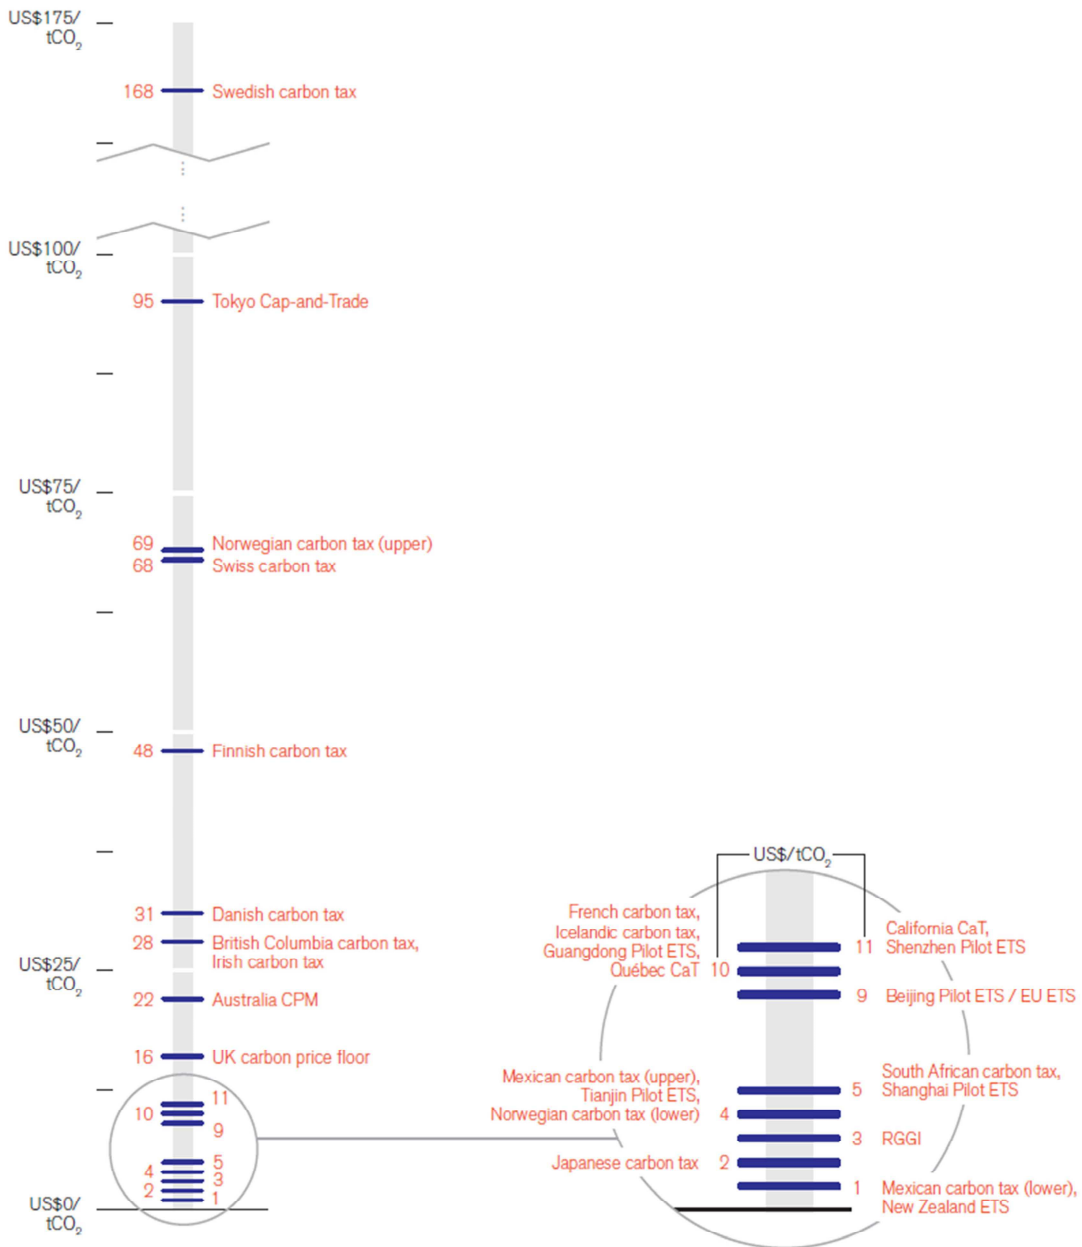 US$175/
tCO₂
168 Swedish carbon tax
US$100/
tCO₂
95 Tokyo Cap-and-Trade
US$75/
tCO₂
69 Norwegian carbon tax (upper)
68 Swiss carbon tax
US$50/
tCO₂
48 Finnish carbon tax
31 Danish carbon tax
28 British Columbia carbon tax,
Irish carbon tax
US$25/
tCO₂
22 Australia CPM
16 UK carbon price floor
11
10
9
5
4
3
2
1
US$0/
tCO₂
US$/tCO₂
French carbon tax,
Icelandic carbon tax,
Guangdong Pilot ETS,
Québec CaT 10
California CaT,
11 Shenzhen Pilot ETS
9 Beijing Pilot ETS / EU ETS
Mexican carbon tax (upper),
Tianjin Pilot ETS,
Norwegian carbon tax (lower) 4
South African carbon tax,
5 Shanghai Pilot ETS
3 RGGI
Japanese carbon tax 2
1 Mexican carbon tax (lower),
New Zealand ETS